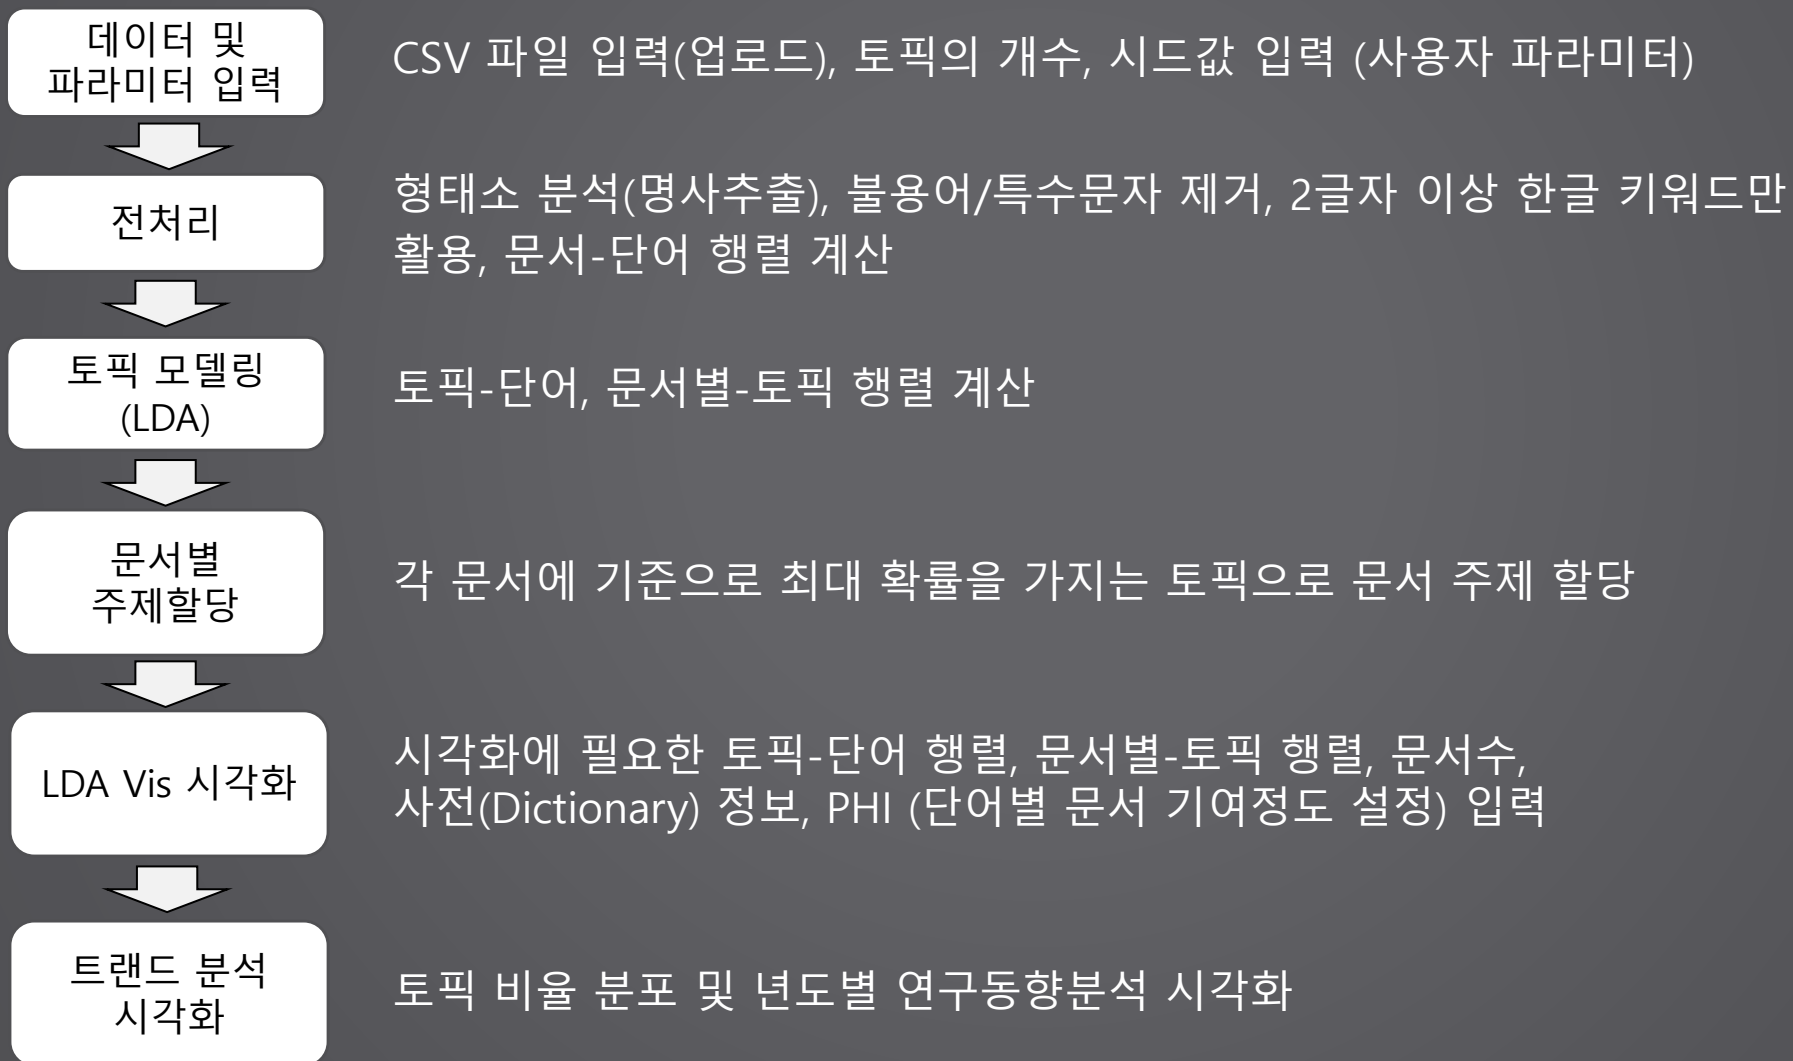 데이터 및
파라미터 입력
CSV 파일 입력(업로드), 토픽의 개수, 시드값 입력 (사용자 파라미터)
전처리
형태소 분석(명사추출), 불용어/특수문자 제거, 2글자 이상 한글 키워드만
활용, 문서-단어 행렬 계산
토픽 모델링
(LDA)
토픽-단어, 문서별-토픽 행렬 계산
문서별
주제할당
각 문서에 기준으로 최대 확률을 가지는 토픽으로 문서 주제 할당
LDA Vis 시각화
시각화에 필요한 토픽-단어 행렬, 문서별-토픽 행렬, 문서수,
사전(Dictionary) 정보, PHI (단어별 문서 기여정도 설정) 입력
트랜드 분석
시각화
토픽 비율 분포 및 년도별 연구동향분석 시각화